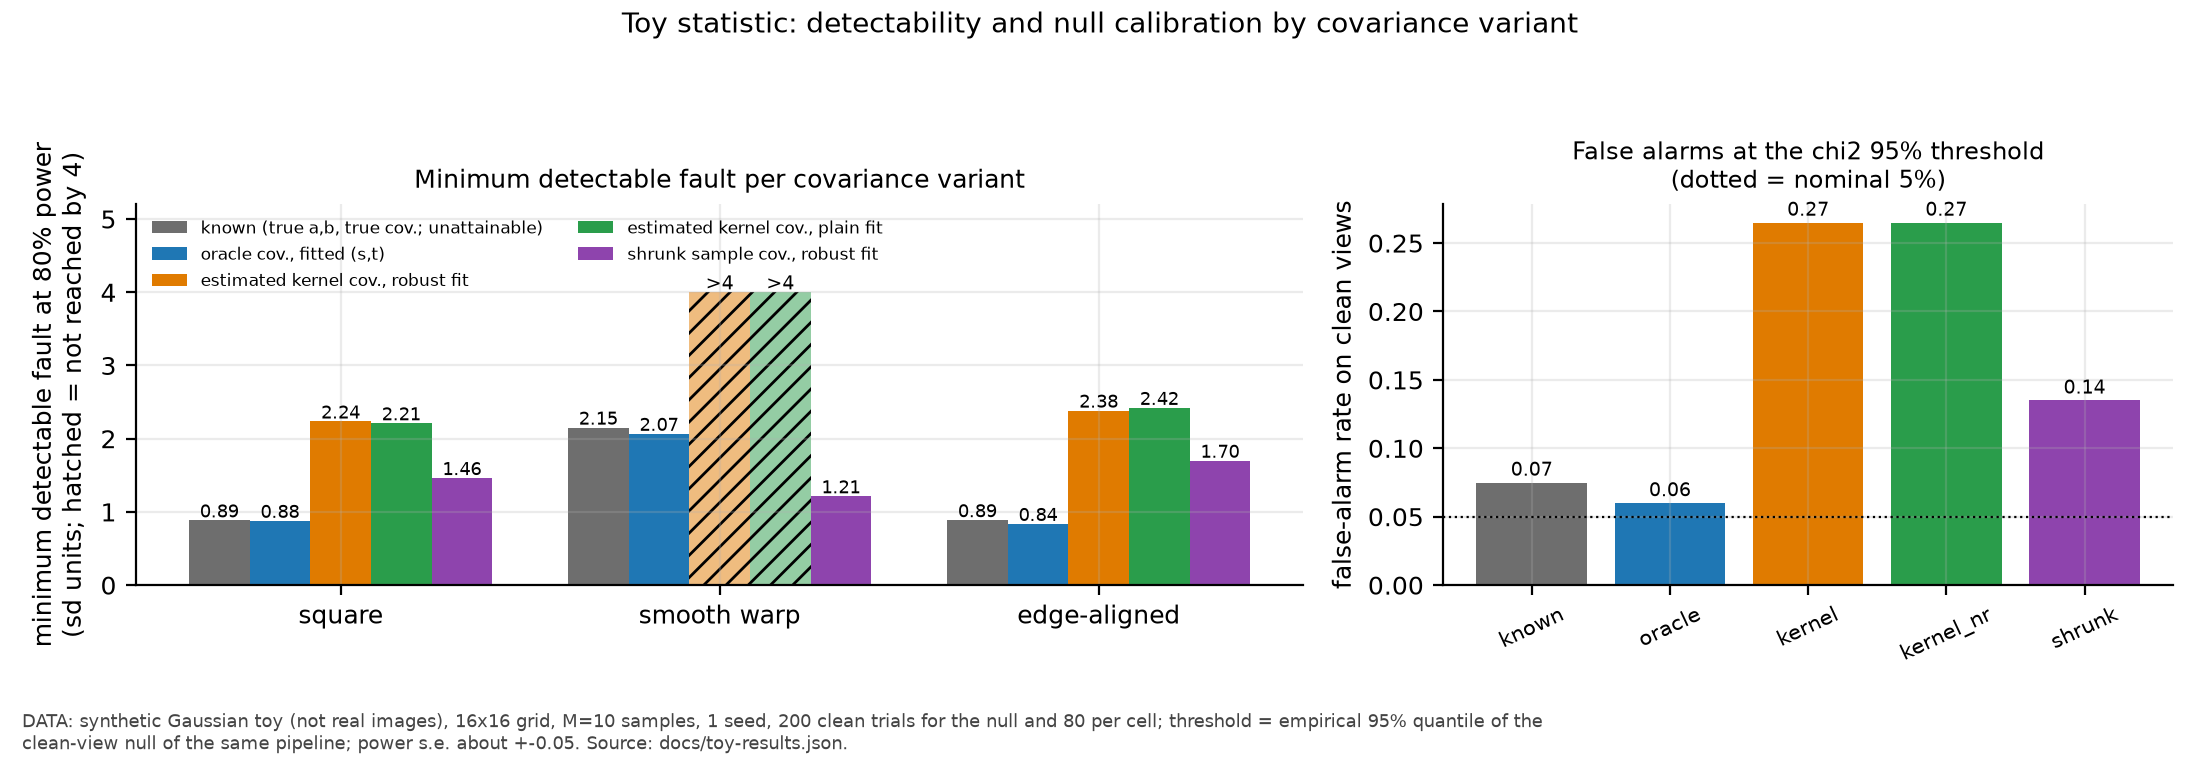 Toy statistic: detectability and null calibration by covariance variant
Minimum detectable fault per covariance variant
minimum detectable fault at 80% power
(sd units; hatched = not reached by 4)
5
4
3
2
1
0
known (true a,b, true cov.; unattainable)
oracle cov., fitted (s,t)
estimated kernel cov., robust fit
estimated kernel cov., plain fit
shrunk sample cov., robust fit
0.89
0.88
2.24
2.21
1.46
2.15
2.07
>4
>4
1.21
0.89
0.84
2.38
2.42
1.70
square
smooth warp
edge-aligned
False alarms at the chi2 95% threshold
(dotted = nominal 5%)
false-alarm rate on clean views
0.25
0.20
0.15
0.10
0.05
0.00
0.07
0.06
0.27
0.27
0.14
known
oracle
kernel
kernel_nr
shrunk
DATA: synthetic Gaussian toy (not real images), 16x16 grid, M=10 samples, 1 seed, 200 clean trials for the null and 80 per cell; threshold = empirical 95% quantile of the
clean-view null of the same pipeline; power s.e. about +-0.05. Source: docs/toy-results.json.